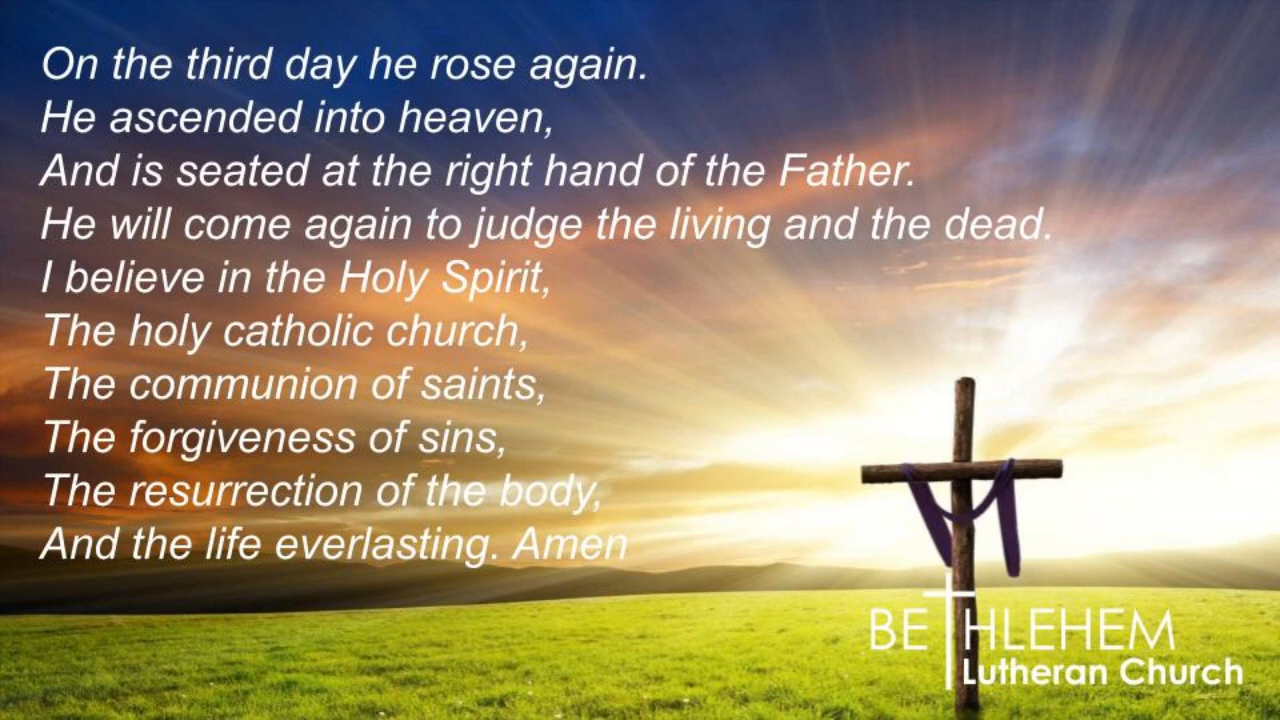 On the third day he rose again.
He ascended into heaven,
And is seated at the right hand of the Father.
He will come again to judge the living and the dead.
I believe in the Holy Spirit,
The holy catholic church,
The communion of saints,
The forgiveness of sins,
The resurrection of the body,
And the life everlasting. Amen
BETHLEHEM
Lutheran Church